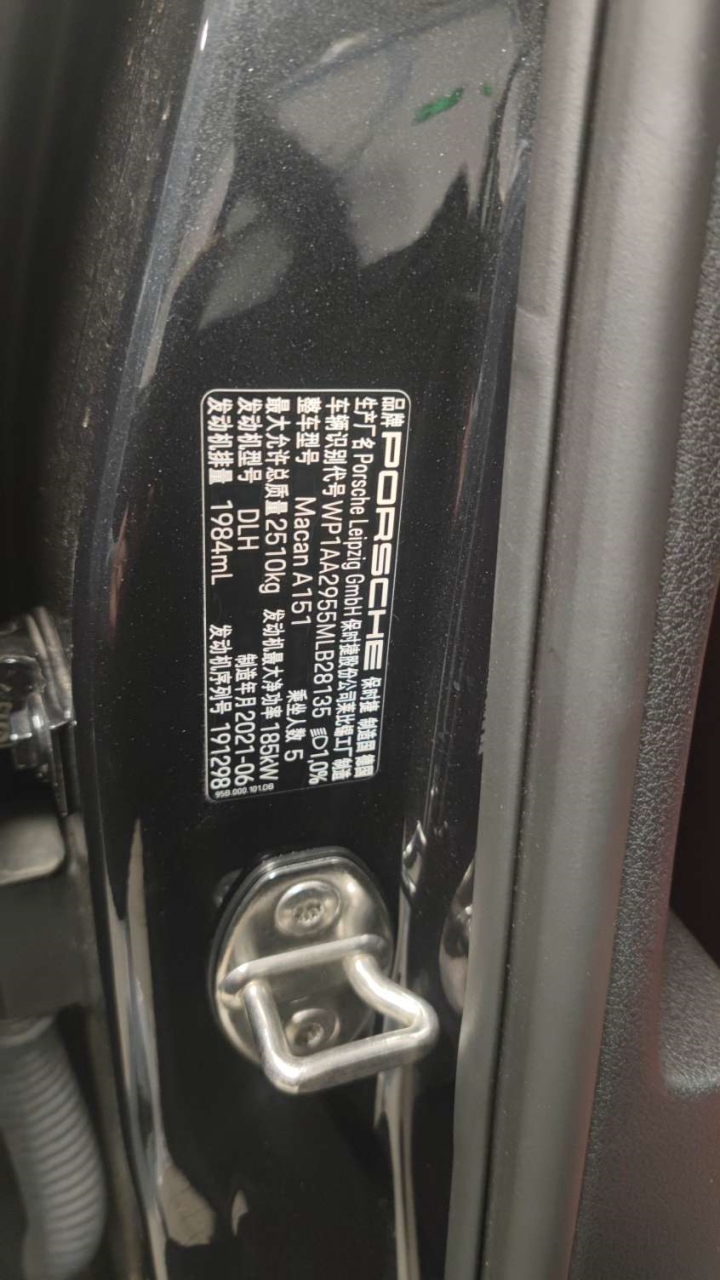 品牌 PORSCHE 保时捷 制造国 德国
生产厂名 Porsche Leipzig GmbH 保时捷股份公司莱比锡工厂制造
车辆识别代号 WP1AA2955MLB28135 1,0%
整车型号 Macan A151 乘坐人数 5
最大允许总质量 2510kg 发动机最大净功率 185kW
发动机型号 DLH 制造年月 2021-06
发动机排量 1984mL 发动机序列号 191298
95B.000.101.DB